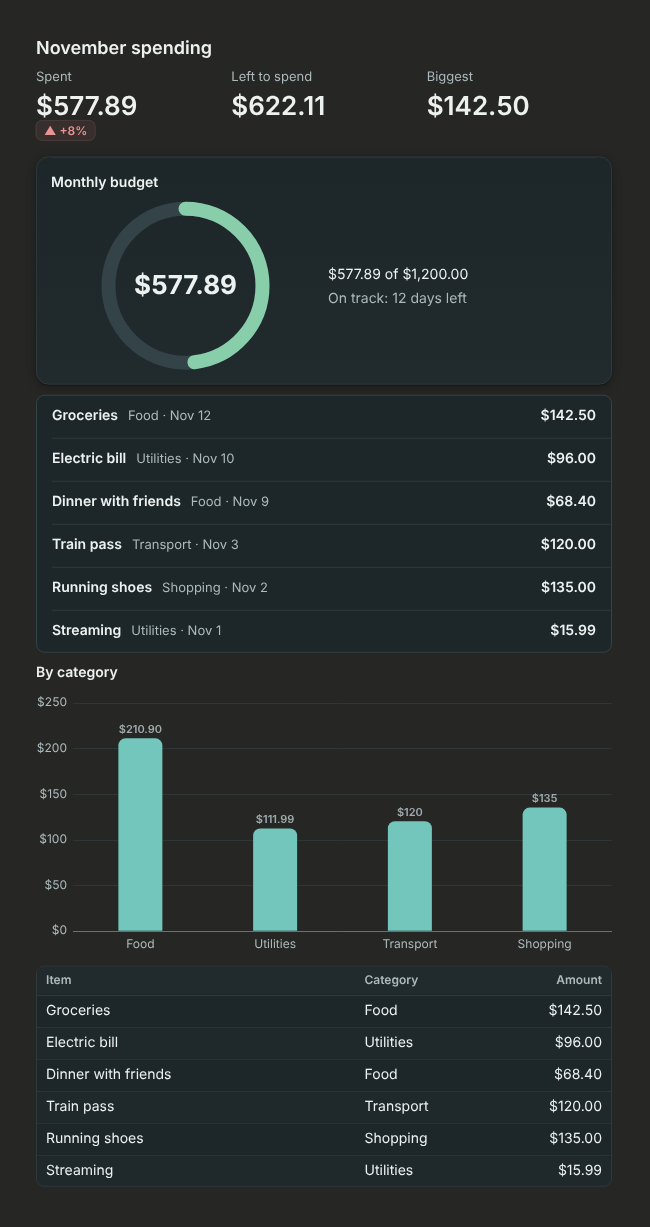 November spending
Spent Left to spend Biggest
$577.89 $622.11 $142.50
▲ +8%
Monthly budget
$577.89
$577.89 of $1,200.00
On track: 12 days left
Groceries Food · Nov 12 $142.50
Electric bill Utilities · Nov 10 $96.00
Dinner with friends Food · Nov 9 $68.40
Train pass Transport · Nov 3 $120.00
Running shoes Shopping · Nov 2 $135.00
Streaming Utilities · Nov 1 $15.99
By category
$250
$200
$150
$100
$50
$0
$210.90
$111.99
$120
$135
Food Utilities Transport Shopping
Item Category Amount
Groceries Food $142.50
Electric bill Utilities $96.00
Dinner with friends Food $68.40
Train pass Transport $120.00
Running shoes Shopping $135.00
Streaming Utilities $15.99